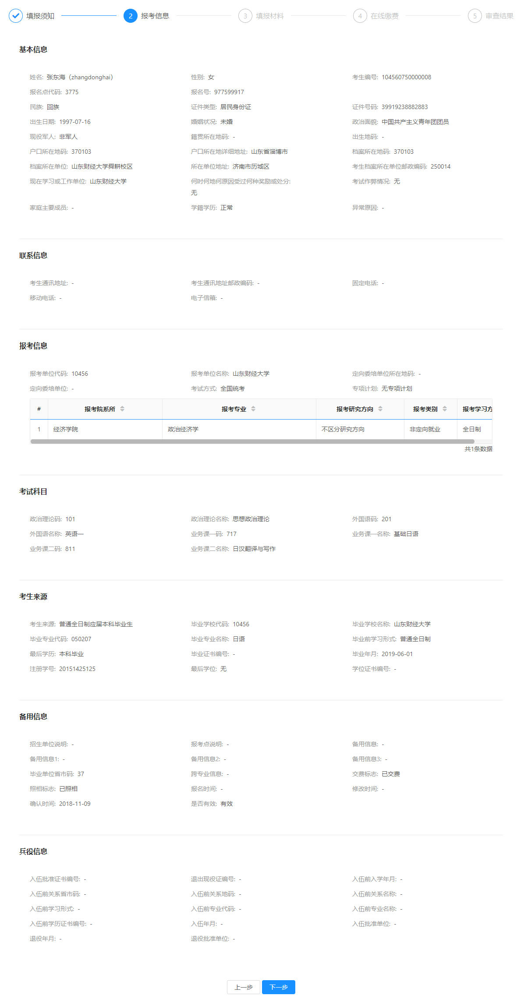 填报须知 2 报考信息 3 填报材料 4 在线缴费 5 审查结果
基本信息
姓名: 张东海（zhangdonghai） 性别: 女 考生编号: 104560750000008
报名点代码: 3775 报名号: 977599917
民族: 回族 证件类型: 居民身份证 证件号码: 39919238882883
出生日期: 1997-07-16 婚姻状况: 未婚 政治面貌: 中国共产主义青年团团员
现役军人: 非军人 籍贯所在地码: - 出生地码: -
户口所在地码: 370103 户口所在地详细地址: 山东省淄博市 档案所在地码: 370103
档案所在单位: 山东财经大学舜耕校区 所在单位地址: 济南市历城区 考生档案所在单位邮政编码: 250014
现在学习或工作单位: 山东财经大学 何时何地何原因受过何种奖励或处分: 考试作弊情况: 无
无
家庭主要成员: - 学籍学历: 正常 异常原因: -
联系信息
考生通讯地址: - 考生通讯地址邮政编码: - 固定电话: -
移动电话: - 电子信箱: -
报考信息
报考单位代码: 10456 报考单位名称: 山东财经大学 定向委培单位所在地码: -
定向委培单位: - 考试方式: 全国统考 专项计划: 无专项计划
# 报考院系所 报考专业 报考研究方向 报考类别 报考学习方
1 经济学院 政治经济学 不区分研究方向 非定向就业 全日制
共1条数据
考试科目
政治理论码: 101 政治理论名称: 思想政治理论 外国语码: 201
外国语名称: 英语一 业务课一码: 717 业务课一名称: 基础日语
业务课二码: 811 业务课二名称: 日汉翻译与写作
考生来源
考生来源: 普通全日制应届本科毕业生 毕业学校代码: 10456 毕业学校名称: 山东财经大学
毕业专业代码: 050207 毕业专业名称: 日语 毕业前学习形式: 普通全日制
最后学历: 本科毕业 毕业证书编号: - 毕业年月: 2019-06-01
注册学号: 20151425125 最后学位: 无 学位证书编号: -
备用信息
招生单位说明: - 报考点说明: - 备用信息: -
备用信息1: - 备用信息2: - 备用信息3: -
毕业单位省市码: 37 跨专业信息: - 交费标志: 已交费
照相标志: 已照相 报名时间: - 修改时间: -
确认时间: 2018-11-09 是否有效: 有效
兵役信息
入伍批准证书编号: - 退出现役证编号: - 入伍前入学年月: -
入伍前关系省市码: - 入伍前关系地码: - 入伍前关系名称: -
入伍前学习形式: - 入伍前专业代码: - 入伍前专业名称: -
入伍前学历证书编号: - 入伍年月: - 入伍批准单位: -
退役年月: - 退役批准单位: -
上一步 下一步